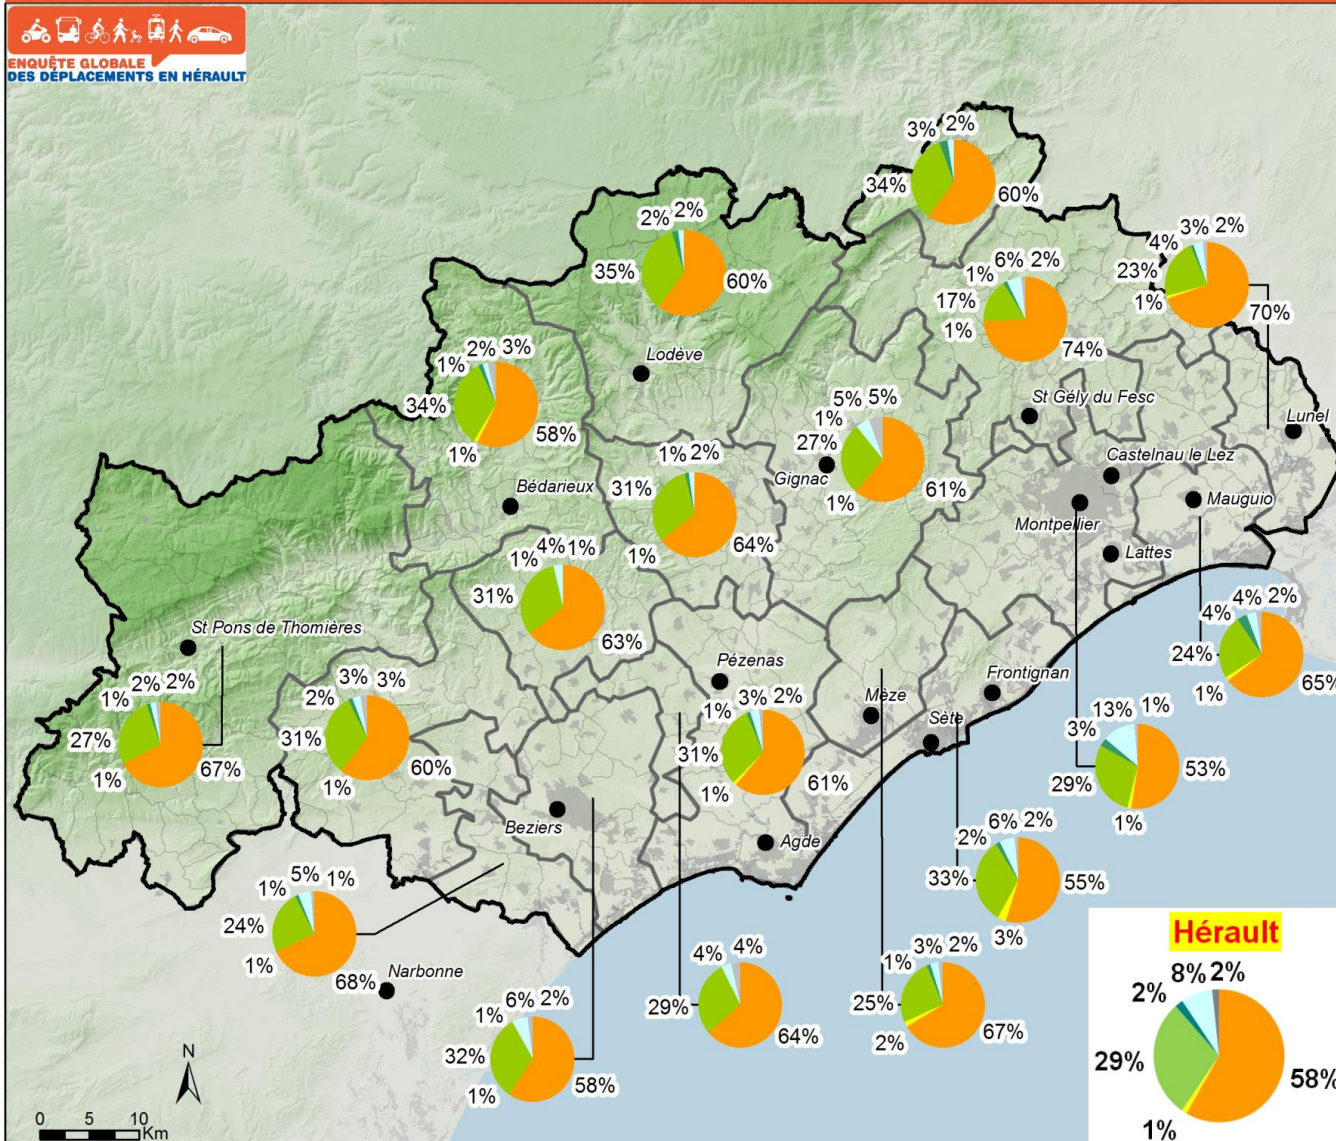 ENQUÊTE GLOBALE
DES DÉPLACEMENTS EN HÉRAULT
3% 2%
34%
60%
2% 2%
35%
60%
4% 3% 2%
23%
1%
70%
1% 6% 2%
17%
1%
74%
Lodève
1% 2% 3%
34%
58%
1%
St Gély du Fesc
Lunel
5% 5%
1%
27%
Gignac
1%
61%
Castelnau le Lez
Mauguio
Montpellier
Lattes
Bédarieux
1% 2%
31%
1%
64%
1% 4% 1%
31%
63%
St Pons de Thomières
1% 2% 2%
27%
1%
67%
2% 3% 3%
31%
1%
60%
Pézenas
1% 3% 2%
31%
1%
61%
Mèze
Sète
Frontignan
4% 4% 2%
24%
1%
65%
3% 13% 1%
29%
53%
1%
Beziers
Agde
2% 6% 2%
33%
55%
3%
1% 5% 1%
24%
1%
68%
Narbonne
1% 6% 2%
32%
1%
58%
4% 4%
29%
64%
1% 3% 2%
25%
2%
67%
Hérault
2% 8% 2%
29%
58%
1%
N
0 5 10
Km